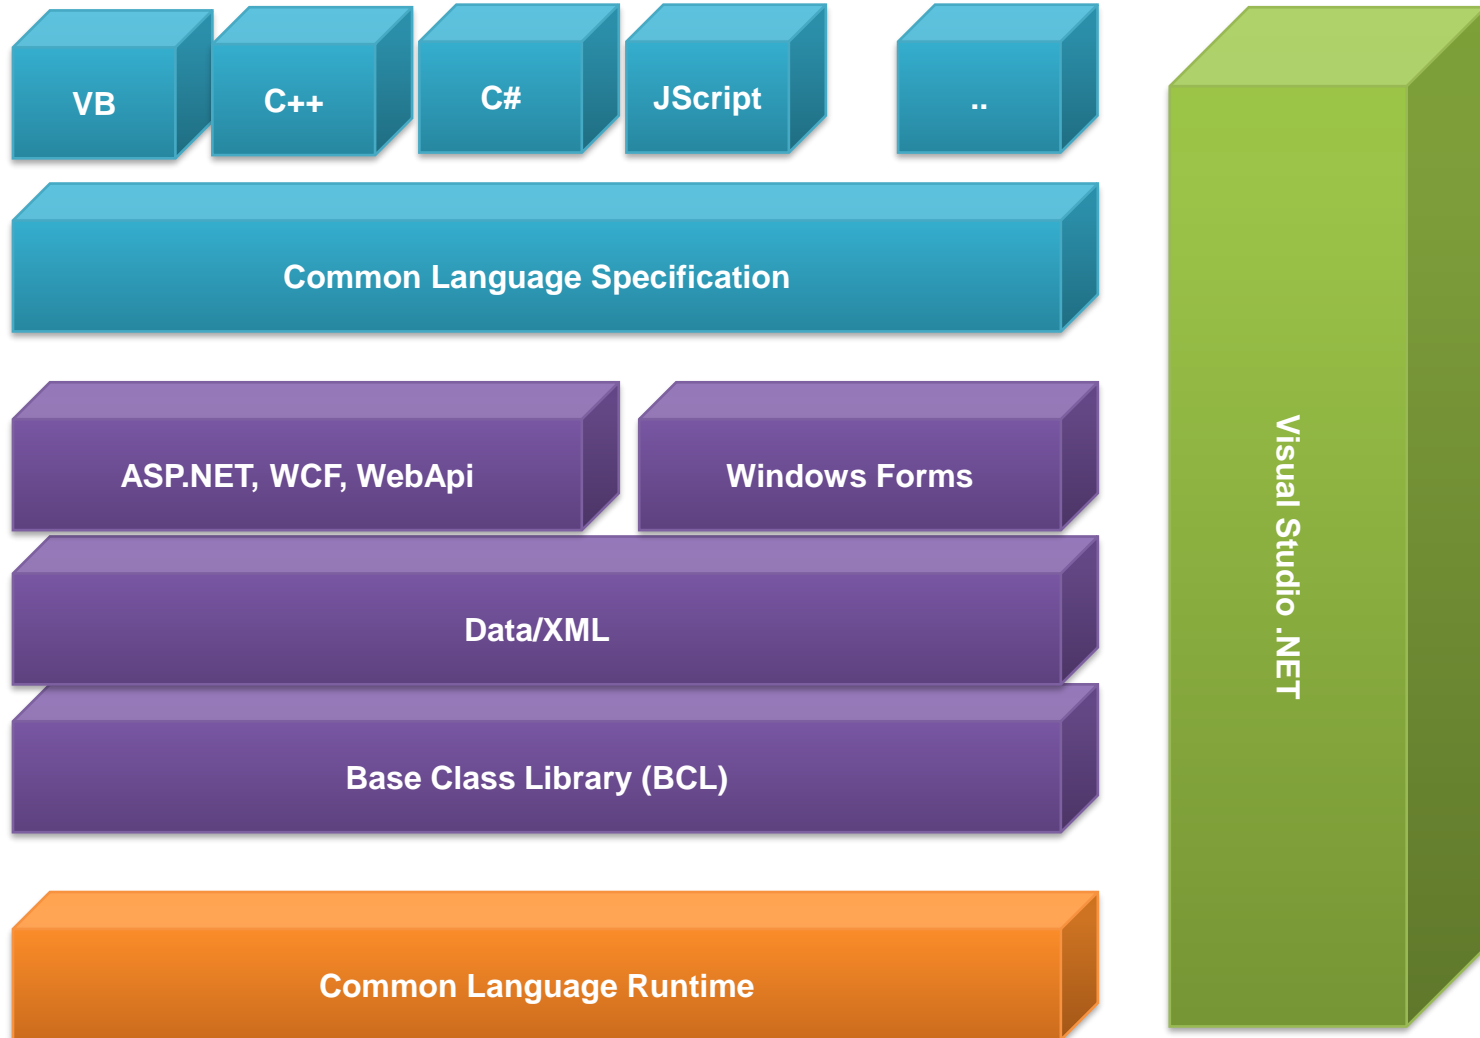 VB
C++
C#
JScript
..
Common Language Specification
ASP.NET, WCF, WebApi
Windows Forms
Data/XML
Base Class Library (BCL)
Common Language Runtime
Visual Studio .NET